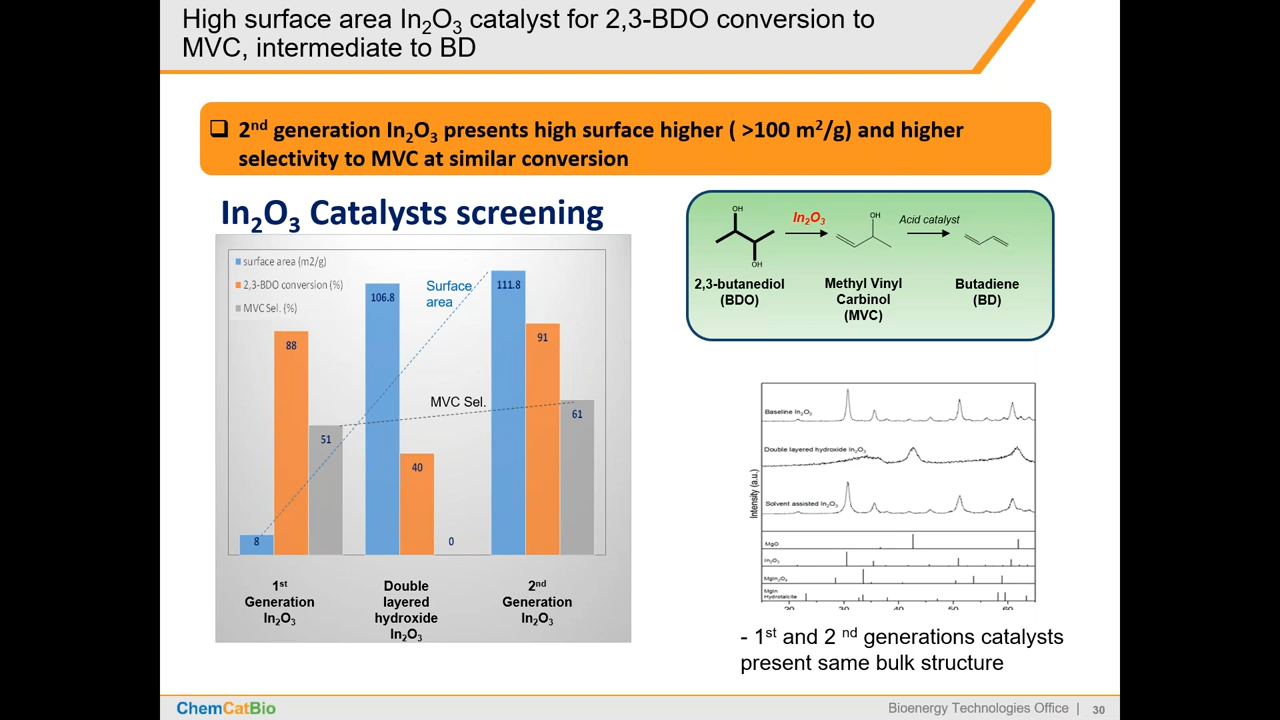 High surface area In₂O₃ catalyst for 2,3-BDO conversion to
MVC, intermediate to BD
❑ 2ⁿᵈ generation In₂O₃ presents high surface higher ( >100 m²/g) and higher
selectivity to MVC at similar conversion
In₂O₃ Catalysts screening
surface area (m2/g)
2,3-BDO conversion (%)
MVC Sel. (%)
Surface
area
MVC Sel.
8
88
51
106.8
40
0
111.8
91
61
1ˢᵗ
Generation
In₂O₃
Double
layered
hydroxide
In₂O₃
2ⁿᵈ
Generation
In₂O₃
OH
OH
In₂O₃
OH
Acid catalyst
2,3-butanediol
(BDO)
Methyl Vinyl
Carbinol
(MVC)
Butadiene
(BD)
Intensity (a.u.)
Baseline In₂O₃
Double layered hydroxide In₂O₃
Solvent assisted In₂O₃
MgO
In₂O₃
MgIn₂O₄
MgIn
Hydrotalcite
20 30 40 50 60
- 1ˢᵗ and 2 ⁿᵈ generations catalysts
present same bulk structure
ChemCatBio
Bioenergy Technologies Office | 30